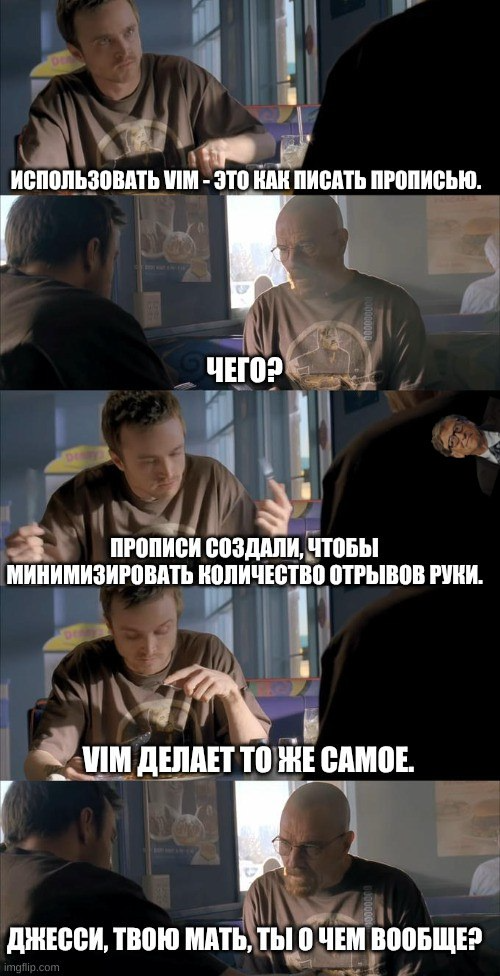 ИСПОЛЬЗОВАТЬ VIM - ЭТО КАК ПИСАТЬ ПРОПИСЬЮ.
ЧЕГО?
ПРОПИСИ СОЗДАЛИ, ЧТОБЫ
МИНИМИЗИРОВАТЬ КОЛИЧЕСТВО ОТРЫВОВ РУКИ.
VIM ДЕЛАЕТ ТО ЖЕ САМОЕ.
ДЖЕССИ, ТВОЮ МАТЬ, ТЫ О ЧЕМ ВООБЩЕ?
imgflip.com